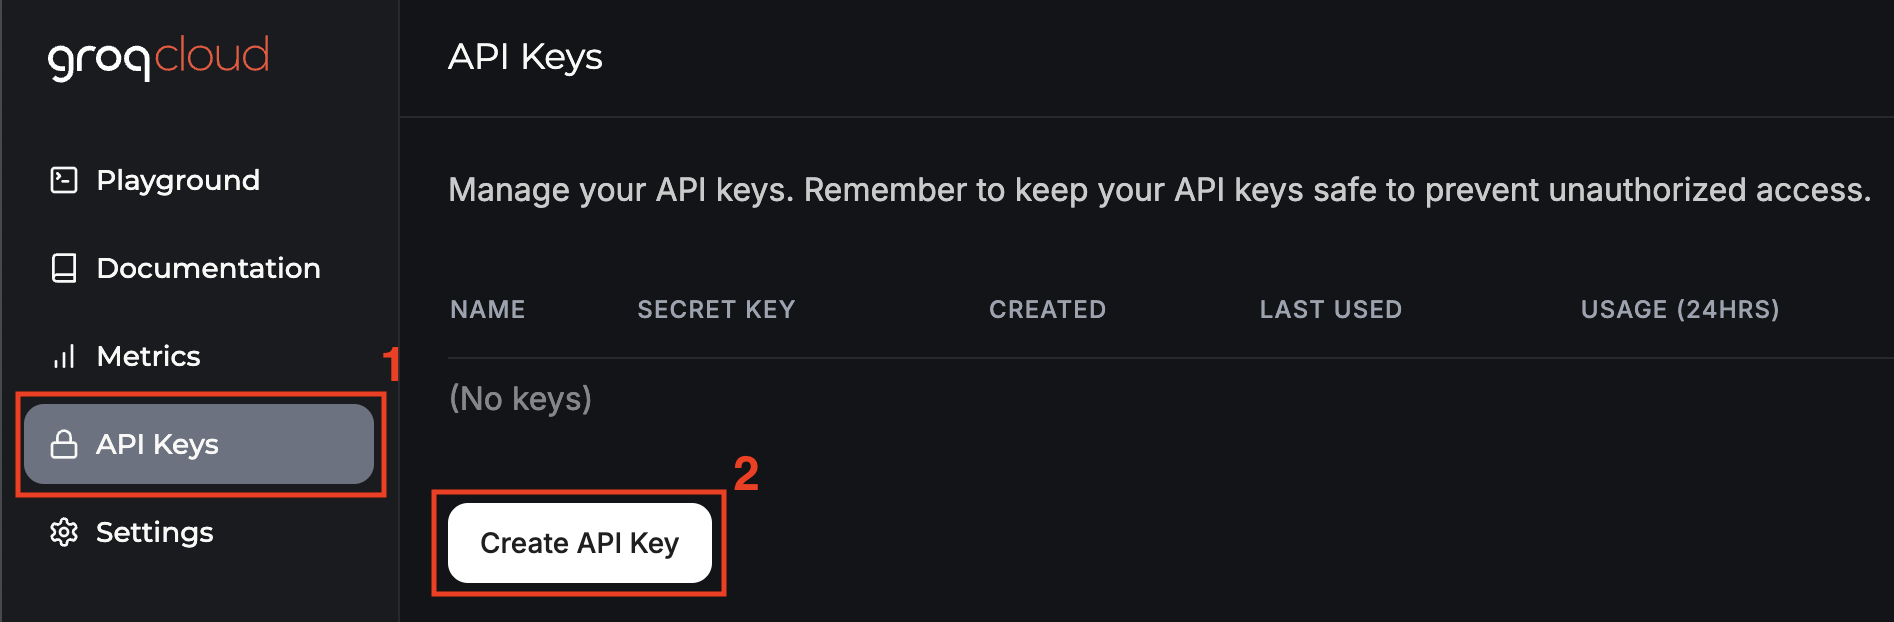 groqcloud
Playground
Documentation
Metrics
1
API Keys
Settings
API Keys
Manage your API keys. Remember to keep your API keys safe to prevent unauthorized access.
NAME SECRET KEY CREATED LAST USED USAGE (24HRS)
(No keys)
2
Create API Key